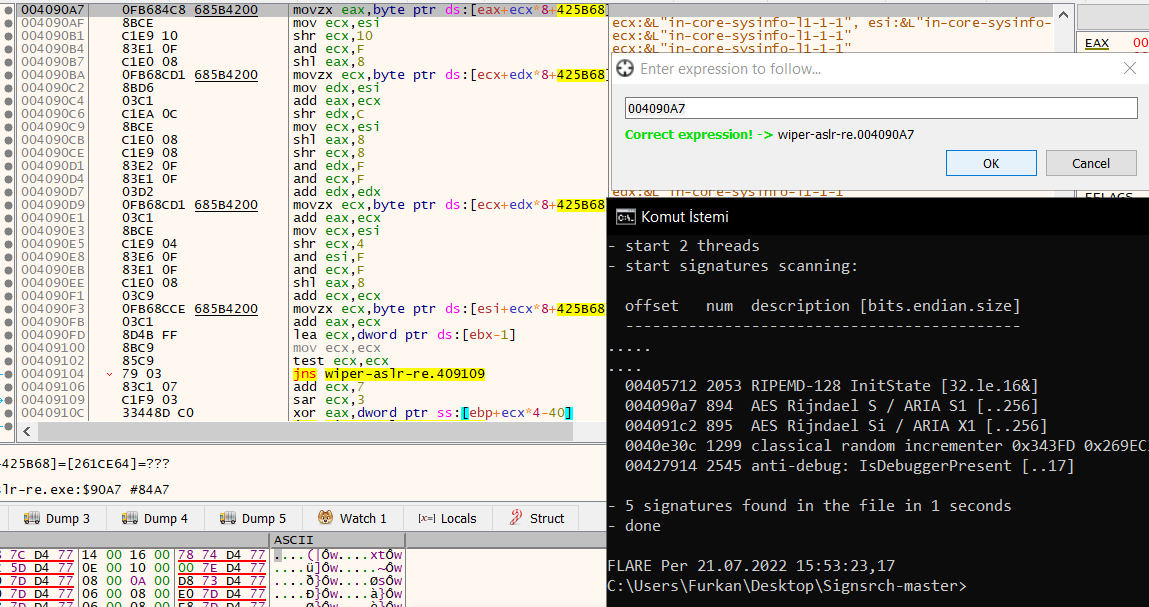 004090A7 0FB684C8 685B4200 movzx eax,byte ptr ds:[eax+ecx*8+425B68]
004090AF 8BCE mov ecx,esi
004090B1 C1E9 10 shr ecx,10
004090B4 83E1 0F and ecx,F
004090B7 C1E0 08 shl eax,8
004090BA 0FB68CD1 685B4200 movzx ecx,byte ptr ds:[ecx+edx*8+425B68]
004090C2 8BD6 mov edx,esi
004090C4 03C1 add eax,ecx
004090C6 C1EA 0C shr edx,C
004090C9 8BCE mov ecx,esi
004090CB C1E0 08 shl eax,8
004090CE C1E9 08 shr ecx,8
004090D1 83E2 0F and edx,F
004090D4 83E1 0F and ecx,F
004090D7 03D2 add edx,edx
004090D9 0FB68CD1 685B4200 movzx ecx,byte ptr ds:[ecx+edx*8+425B68
004090E1 03C1 add eax,ecx
004090E3 8BCE mov ecx,esi
004090E5 C1E9 04 shr ecx,4
004090E8 83E6 0F and esi,F
004090EB 83E1 0F and ecx,F
004090EE C1E0 08 shl eax,8
004090F1 03C9 add ecx,ecx
004090F3 0FB68CCE 685B4200 movzx ecx,byte ptr ds:[esi+ecx*8+425B68
004090FB 03C1 add eax,ecx
004090FD 8D4B FF lea ecx,dword ptr ds:[ebx-1]
00409100 8BC9 mov ecx,ecx
00409102 85C9 test ecx,ecx
00409104 79 03 jns wiper-aslr-re.409109
00409106 83C1 07 add ecx,7
00409109 C1F9 03 sar ecx,3
0040910C 33448D C0 xor eax,dword ptr ss:[ebp+ecx*4-40]
ecx:&L"in-core-sysinfo-l1-1-1", esi:&L"in-core-sysinfo-
ecx:&L"in-core-sysinfo-l1-1-1"
ecx:&L"in-core-sysinfo-l1-1-1"
EAX 00
Enter expression to follow...
004090A7
Correct expression! -> wiper-aslr-re.004090A7
OK Cancel
edx:&L"in-core-sysinfo-l1-1-1"
EFLAGS
Komut İstemi
- start 2 threads
- start signatures scanning:
offset num description [bits.endian.size]
-------------------------------------------
.....
....
00405712 2053 RIPEMD-128 InitState [32.le.16&]
004090a7 894 AES Rijndael S / ARIA S1 [..256]
004091c2 895 AES Rijndael Si / ARIA X1 [..256]
0040e30c 1299 classical random incrementer 0x343FD 0x269EC
00427914 2545 anti-debug: IsDebuggerPresent [..17]
- 5 signatures found in the file in 1 seconds
- done
FLARE Per 21.07.2022 15:53:23,17
C:\Users\Furkan\Desktop\Signsrch-master>
425B68]=[261CE64]=???
lr-re.exe:$90A7 #84A7
Dump 3 Dump 4 Dump 5 Watch 1 [x=] Locals Struct
ASCII
7C D4 77 14 00 16 00 78 74 D4 77 ....(|Ôw....xtÔw
5D D4 77 0E 00 10 00 00 7E D4 77 ....ü]Ôw.....~Ôw
7D D4 77 08 00 0A 00 D8 73 D4 77 ....ð}Ôw....ØsÔw
7D D4 77 06 00 08 00 E0 7D D4 77 ....Ð}Ôw....à}Ôw